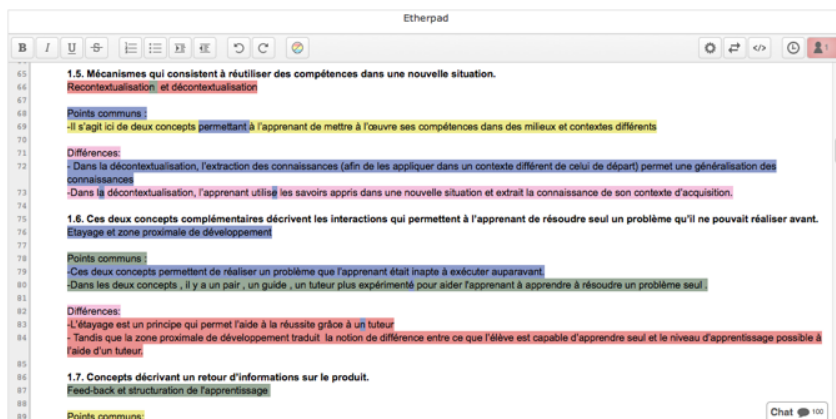 Etherpad
B I U S
1
65
1.5. Mécanismes qui consistent à réutiliser des compétences dans une nouvelle situation.
66 Recontextualisation et décontextualisation
67
68 Points communs :
69 -Il s'agit ici de deux concepts permettant à l'apprenant de mettre à l'œuvre ses compétences dans des milieux et contextes différents
70
71 Différences:
72 - Dans la décontextualisation, l'extraction des connaissances (afin de les appliquer dans un contexte différent de celui de départ) permet une généralisation des
connaissances
73 -Dans la décontextualisation, l'apprenant utilise les savoirs appris dans une nouvelle situation et extrait la connaissance de son contexte d'acquisition.
74
75 1.6. Ces deux concepts complémentaires décrivent les interactions qui permettent à l'apprenant de résoudre seul un problème qu'il ne pouvait réaliser avant.
76 Etayage et zone proximale de développement
77
78 Points communs :
79 -Ces deux concepts permettent de réaliser un problème que l'apprenant était inapte à exécuter auparavant.
80 -Dans les deux concepts , il y a un pair , un guide , un tuteur plus expérimenté pour aider l'apprenant à apprendre à résoudre un problème seul .
81
82 Différences:
83 -L'étayage est un principe qui permet l'aide à la réussite grâce à un tuteur
84 - Tandis que la zone proximale de développement traduit la notion de différence entre ce que l'élève est capable d'apprendre seul et le niveau d'apprentissage possible à
l'aide d'un tuteur.
85
86 1.7. Concepts décrivant un retour d'informations sur le produit.
87 Feed-back et structuration de l'apprentissage
88
89 Points communs:
Chat 100